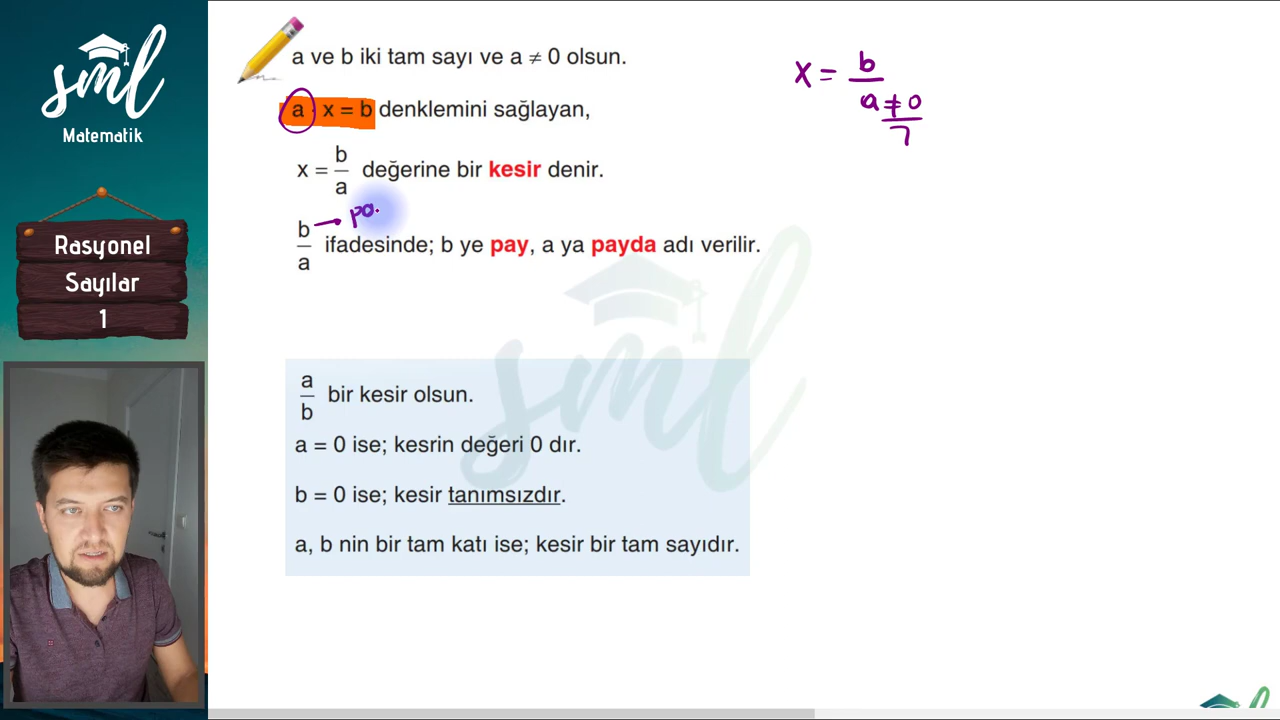 sml
Matematik
Rasyonel
Sayılar
1
a ve b iki tam sayı ve a ≠ 0 olsun.
a · x = b denklemini sağlayan,
x = b/a değerine bir kesir denir.
→ pa
b/a ifadesinde; b ye pay, a ya payda adı verilir.
x = b/a ≠ 0
sml
a/b bir kesir olsun.
a = 0 ise; kesrin değeri 0 dır.
b = 0 ise; kesir tanımsızdır.
a, b nin bir tam katı ise; kesir bir tam sayıdır.